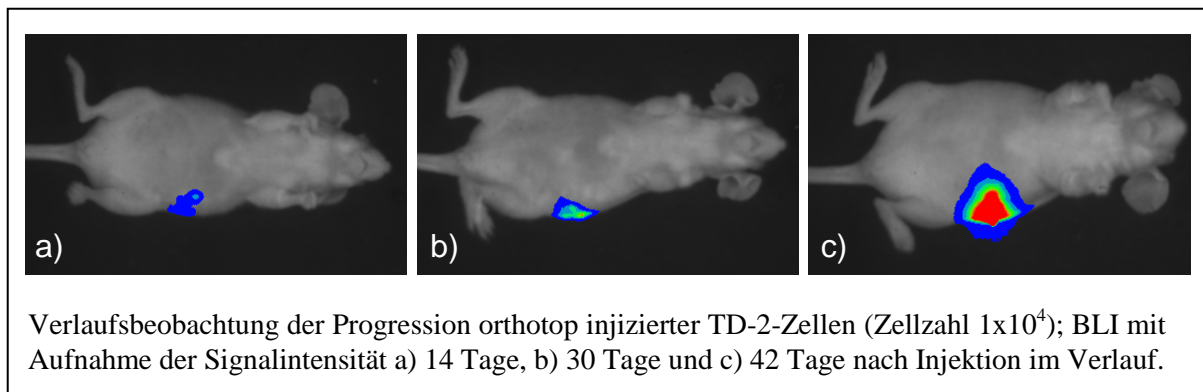 a)
b)
c)
Verlaufsbeobachtung der Progression orthotop injizierter TD-2-Zellen (Zellzahl 1x10⁴); BLI mit
Aufnahme der Signalintensität a) 14 Tage, b) 30 Tage und c) 42 Tage nach Injektion im Verlauf.